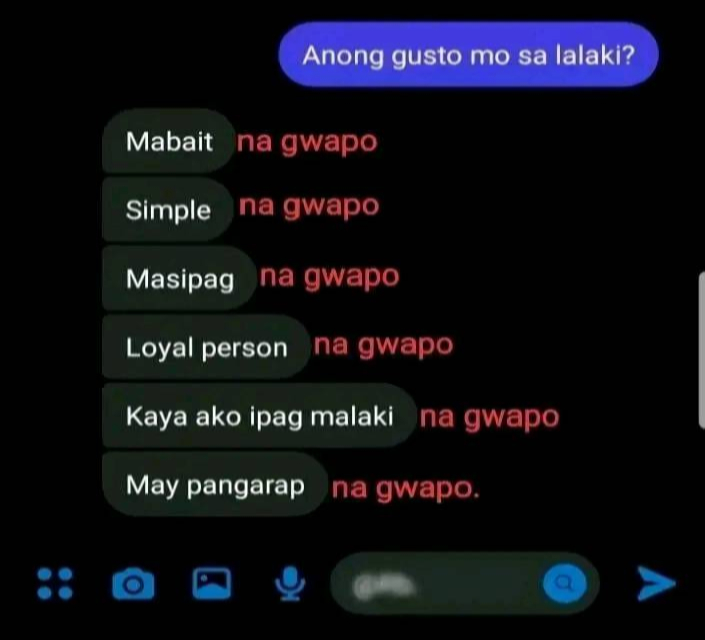 Anong gusto mo sa lalaki?
Mabait na gwapo
Simple na gwapo
Masipag na gwapo
Loyal person na gwapo
Kaya ako ipag malaki na gwapo
May pangarap na gwapo.